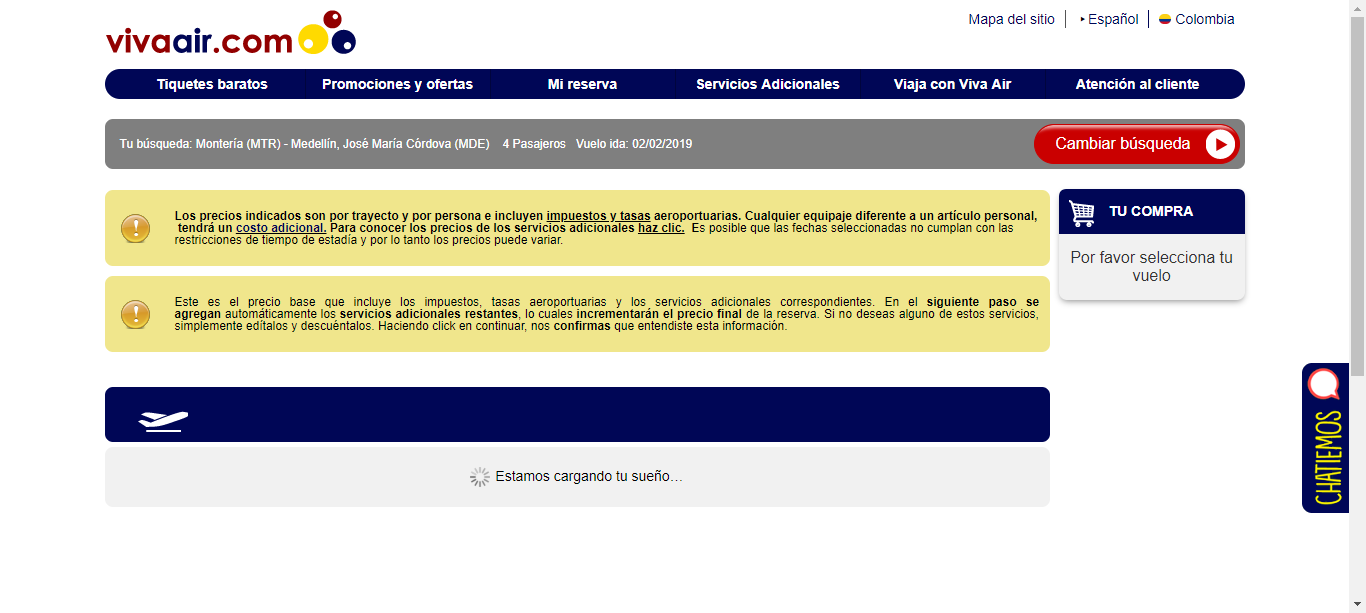 vivaair.com
Mapa del sitio
Español
Colombia
Tiquetes baratos
Promociones y ofertas
Mi reserva
Servicios Adicionales
Viaja con Viva Air
Atención al cliente
Tu búsqueda: Montería (MTR) - Medellín, José María Córdova (MDE) 4 Pasajeros Vuelo ida: 02/02/2019
Cambiar búsqueda
Los precios indicados son por trayecto y por persona e incluyen impuestos y tasas aeroportuarias. Cualquier equipaje diferente a un artículo personal,
tendrá un costo adicional. Para conocer los precios de los servicios adicionales haz clic. Es posible que las fechas seleccionadas no cumplan con las
restricciones de tiempo de estadía y por lo tanto los precios puede variar.
TU COMPRA
Por favor selecciona tu
vuelo
Este es el precio base que incluye los impuestos, tasas aeroportuarias y los servicios adicionales correspondientes. En el siguiente paso se
agregan automáticamente los servicios adicionales restantes, lo cuales incrementarán el precio final de la reserva. Si no deseas alguno de estos servicios,
simplemente edítalos y descuéntalos. Haciendo click en continuar, nos confirmas que entendiste esta información.
CHATIEMOS
Estamos cargando tu sueño…